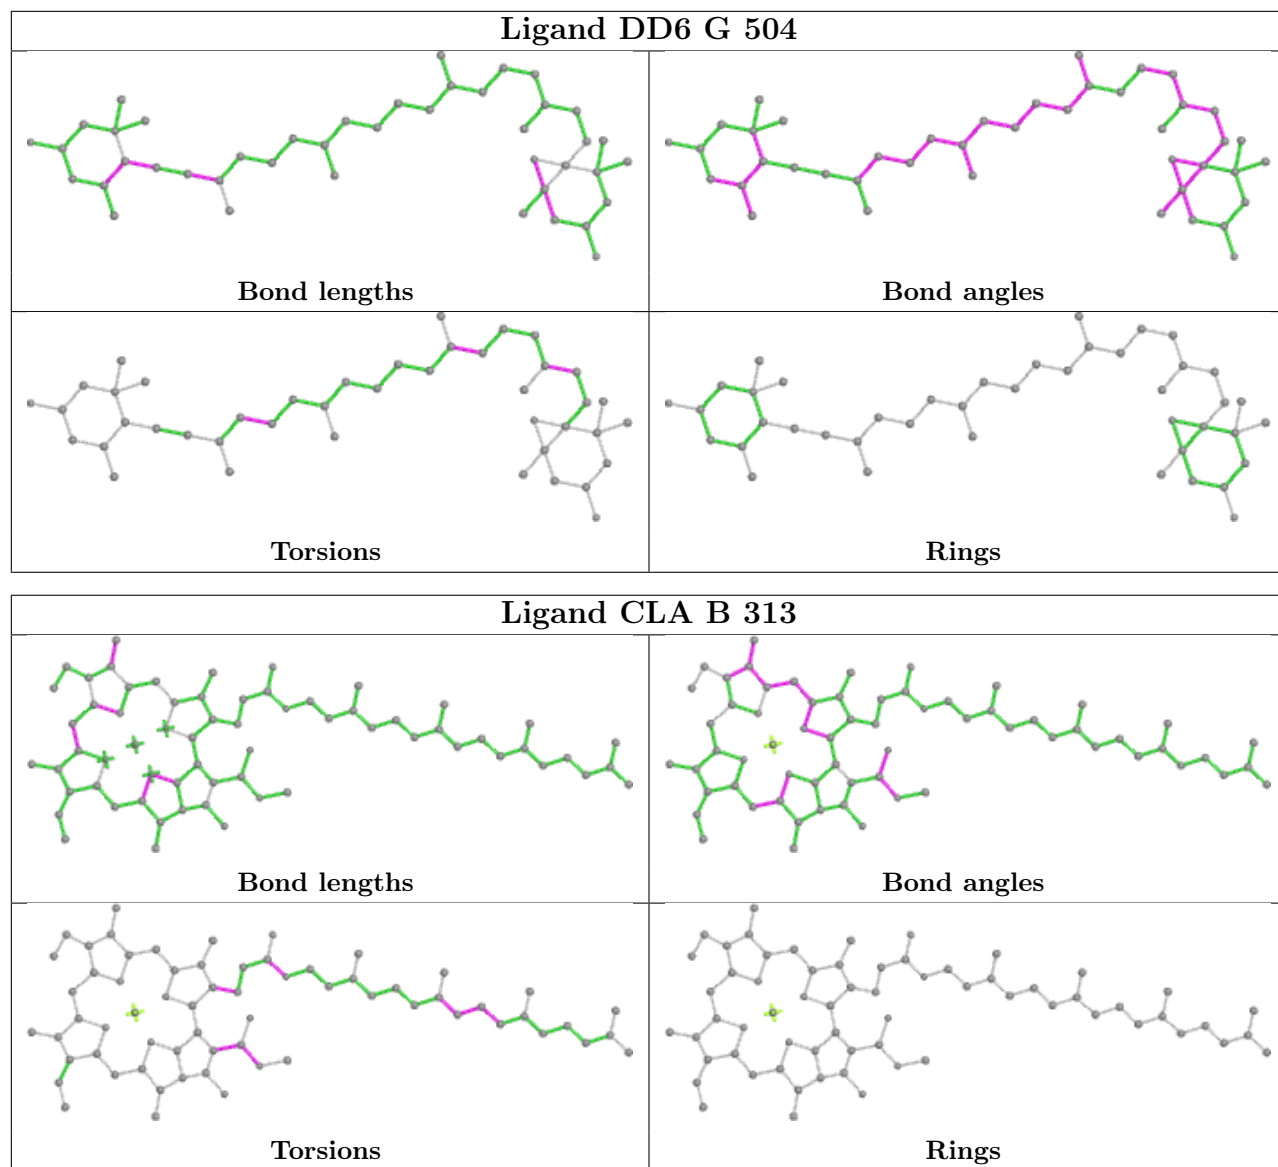 Ligand DD6 G 504
Bond lengths
Bond angles
Torsions
Rings
Ligand CLA B 313
Bond lengths
Bond angles
Torsions
Rings